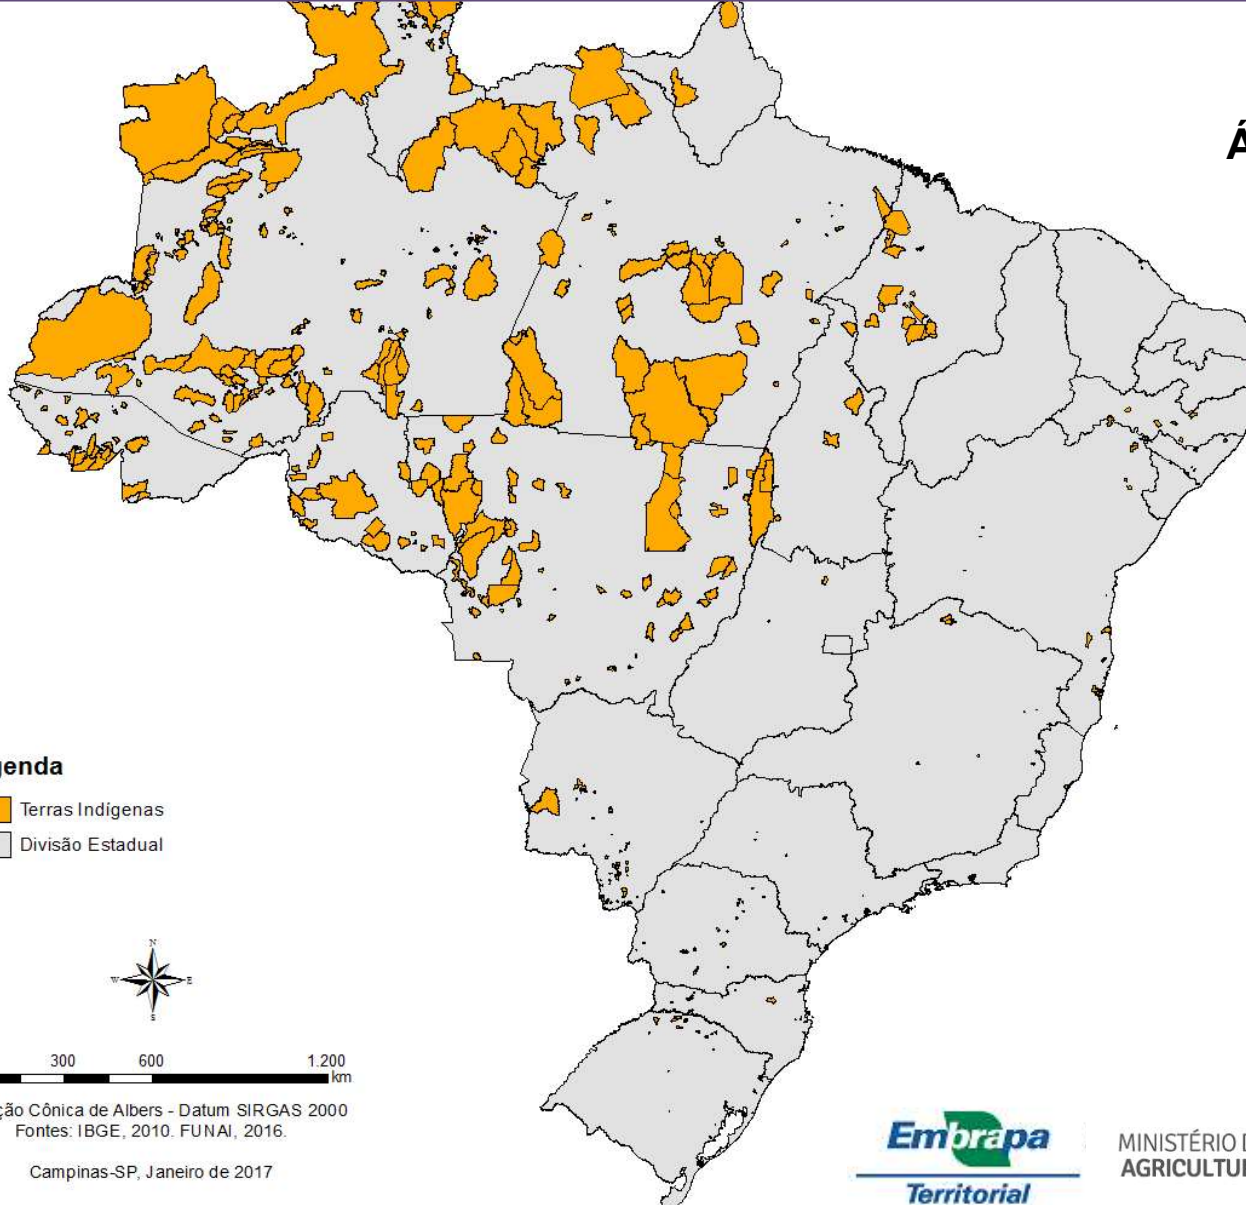 Á
genda
Terras Indígenas
Divisão Estadual
N
W E
S
300 600 1.200
km
ção Cônica de Albers - Datum SIRGAS 2000
Fontes: IBGE, 2010. FUNAI, 2016.
Campinas-SP, Janeiro de 2017
Embrapa
Territorial
MINISTÉRIO D
AGRICULTU